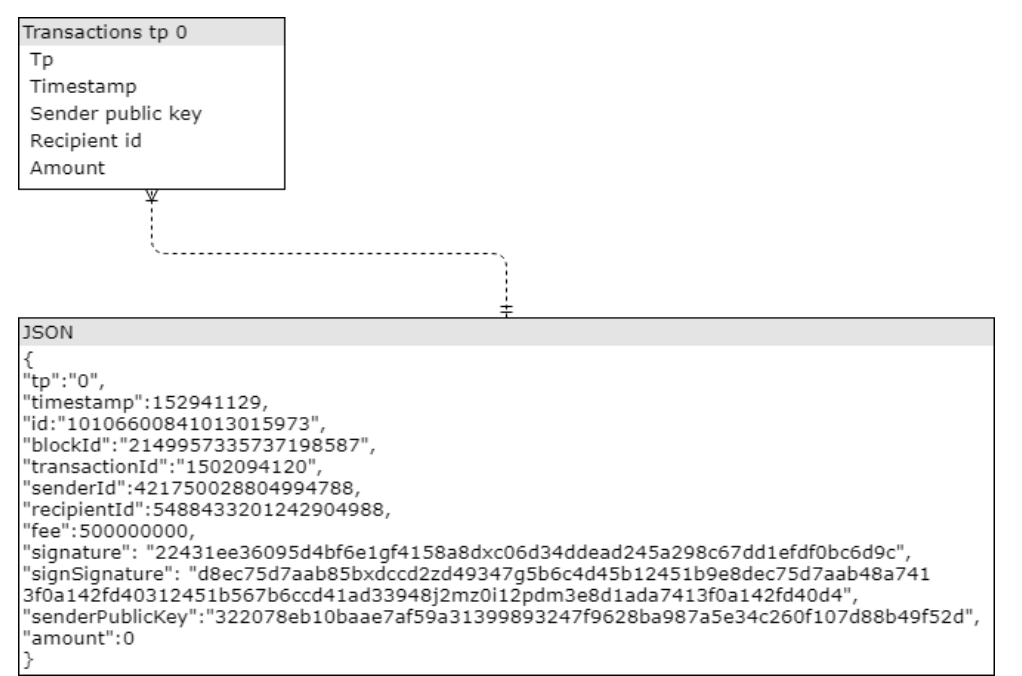 Transactions tp 0
Tp
Timestamp
Sender public key
Recipient id
Amount
JSON
{
"tp":"0",
"timestamp":152941129,
"id:"10106600841013015973",
"blockId":"2149957335737198587",
"transactionId":"1502094120",
"senderId":421750028804994788,
"recipientId":5488433201242904988,
"fee":500000000,
"signature": "22431ee36095d4bf6e1gf4158a8dxc06d34ddead245a298c67dd1efdf0bc6d9c",
"signSignature": "d8ec75d7aab85bxdccd2zd49347g5b6c4d45b12451b9e8dec75d7aab48a741
3f0a142fd40312451b567b6ccd41ad33948j2mz0i12pdm3e8d1ada7413f0a142fd40d4",
"senderPublicKey":"322078eb10baae7af59a31399893247f9628ba987a5e34c260f107d88b49f52d",
"amount":0
}